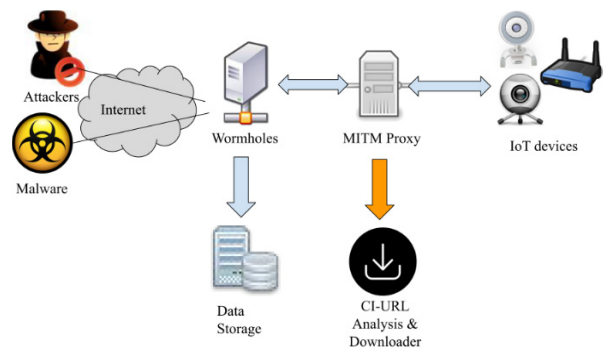 Attackers
Internet
Malware
Wormholes
MITM Proxy
IoT devices
Data
Storage
CI-URL
Analysis &
Downloader